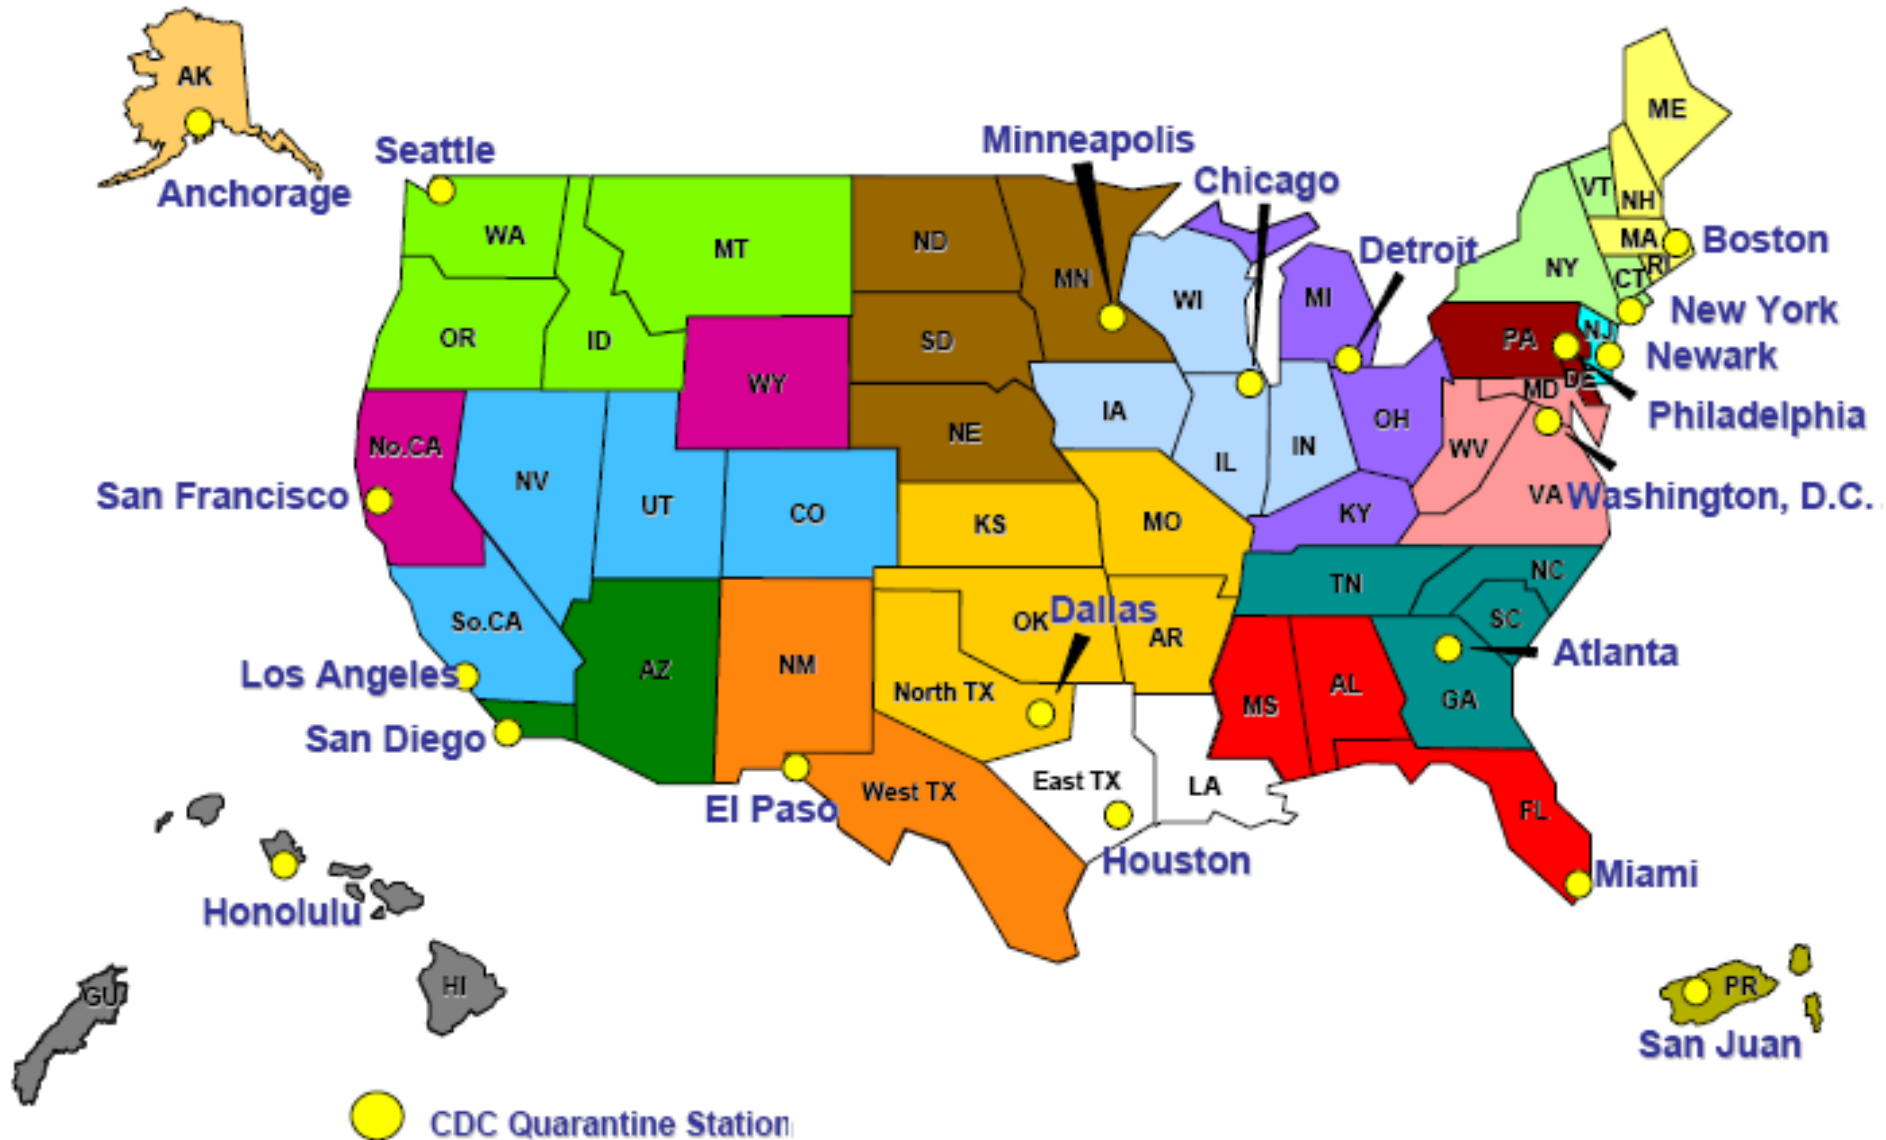 AK
Anchorage
Seattle
Minneapolis
Chicago
Detroit
Boston
New York
Newark
Philadelphia
Washington, D.C.
Atlanta
Miami
San Juan
Houston
Dallas
El Paso
San Diego
Los Angeles
San Francisco
Honolulu
WA
OR
ID
MT
WY
ND
SD
NE
MN
WI
MI
IA
IL
IN
OH
KY
ME
VT
NH
MA
RI
CT
NY
PA
NJ
DE
MD
WV
VA
No.CA
So.CA
NV
UT
CO
AZ
NM
KS
MO
OK
AR
North TX
West TX
East TX
LA
TN
NC
SC
MS
AL
GA
FL
GU
HI
PR
CDC Quarantine Station